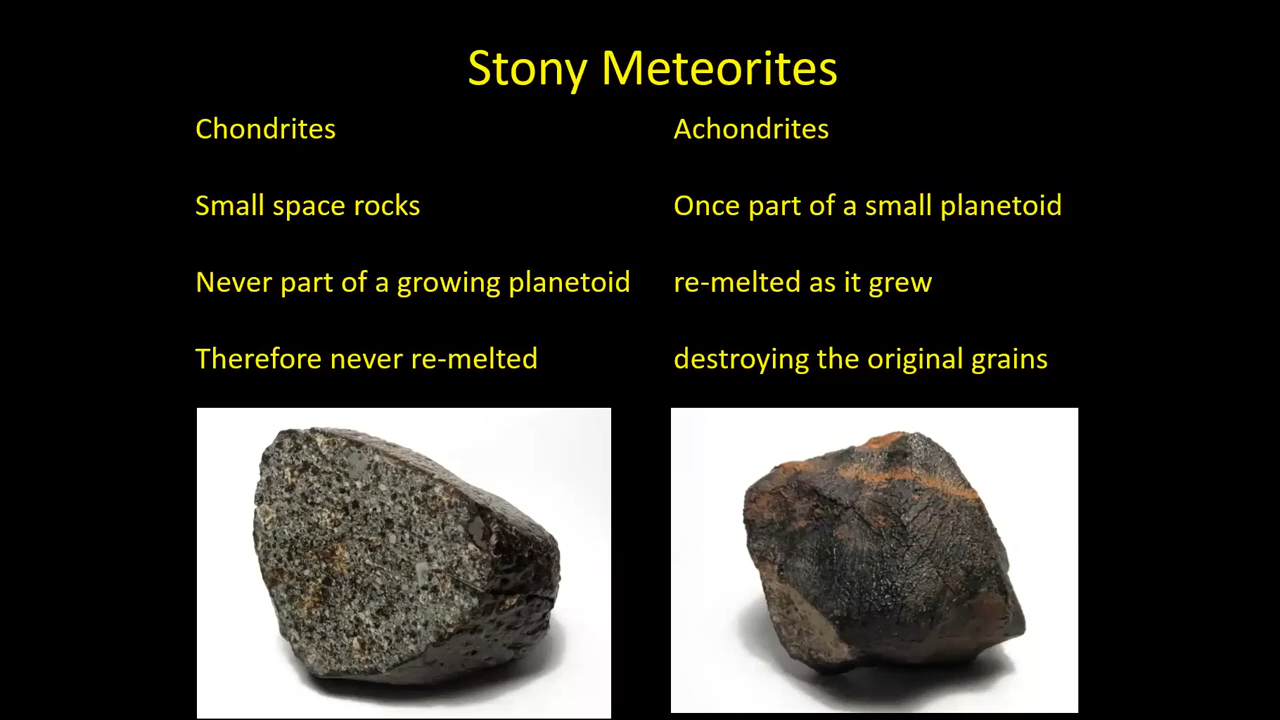 Stony Meteorites
Chondrites
Small space rocks
Never part of a growing planetoid
Therefore never re-melted
Achondrites
Once part of a small planetoid
re-melted as it grew
destroying the original grains